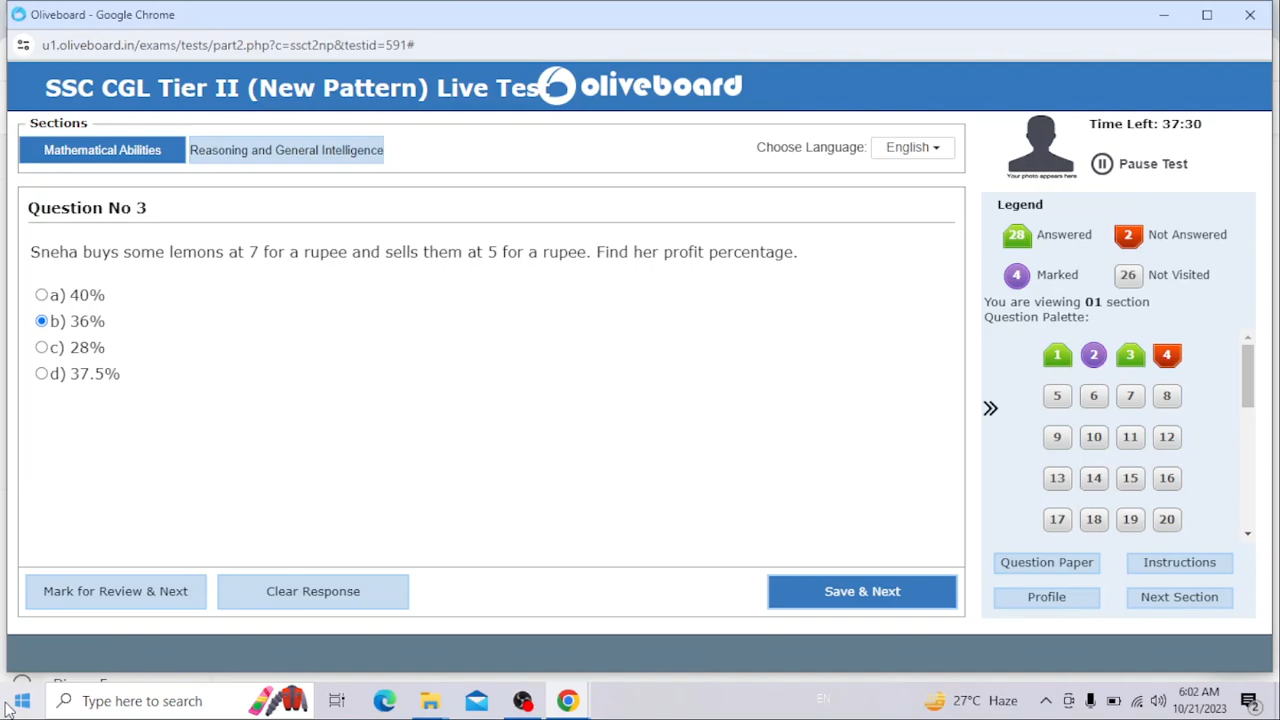 Oliveboard - Google Chrome
u1.oliveboard.in/exams/tests/part2.php?c=ssct2np&testid=591#
SSC CGL Tier II (New Pattern) Live Tes
oliveboard
Sections
Mathematical Abilities
Reasoning and General Intelligence
Choose Language:
English
Your photo appears here
Time Left: 37:30
Pause Test
Question No 3
Sneha buys some lemons at 7 for a rupee and sells them at 5 for a rupee. Find her profit percentage.
a) 40%
b) 36%
c) 28%
d) 37.5%
Mark for Review & Next
Clear Response
Save & Next
Legend
28 Answered
2 Not Answered
4 Marked
26 Not Visited
You are viewing 01 section
Question Palette:
1 2 3 4
5 6 7 8
9 10 11 12
13 14 15 16
17 18 19 20
Question Paper
Instructions
Profile
Next Section
Type here to search
EN
27°C Haze
6:02 AM
10/21/2023
2